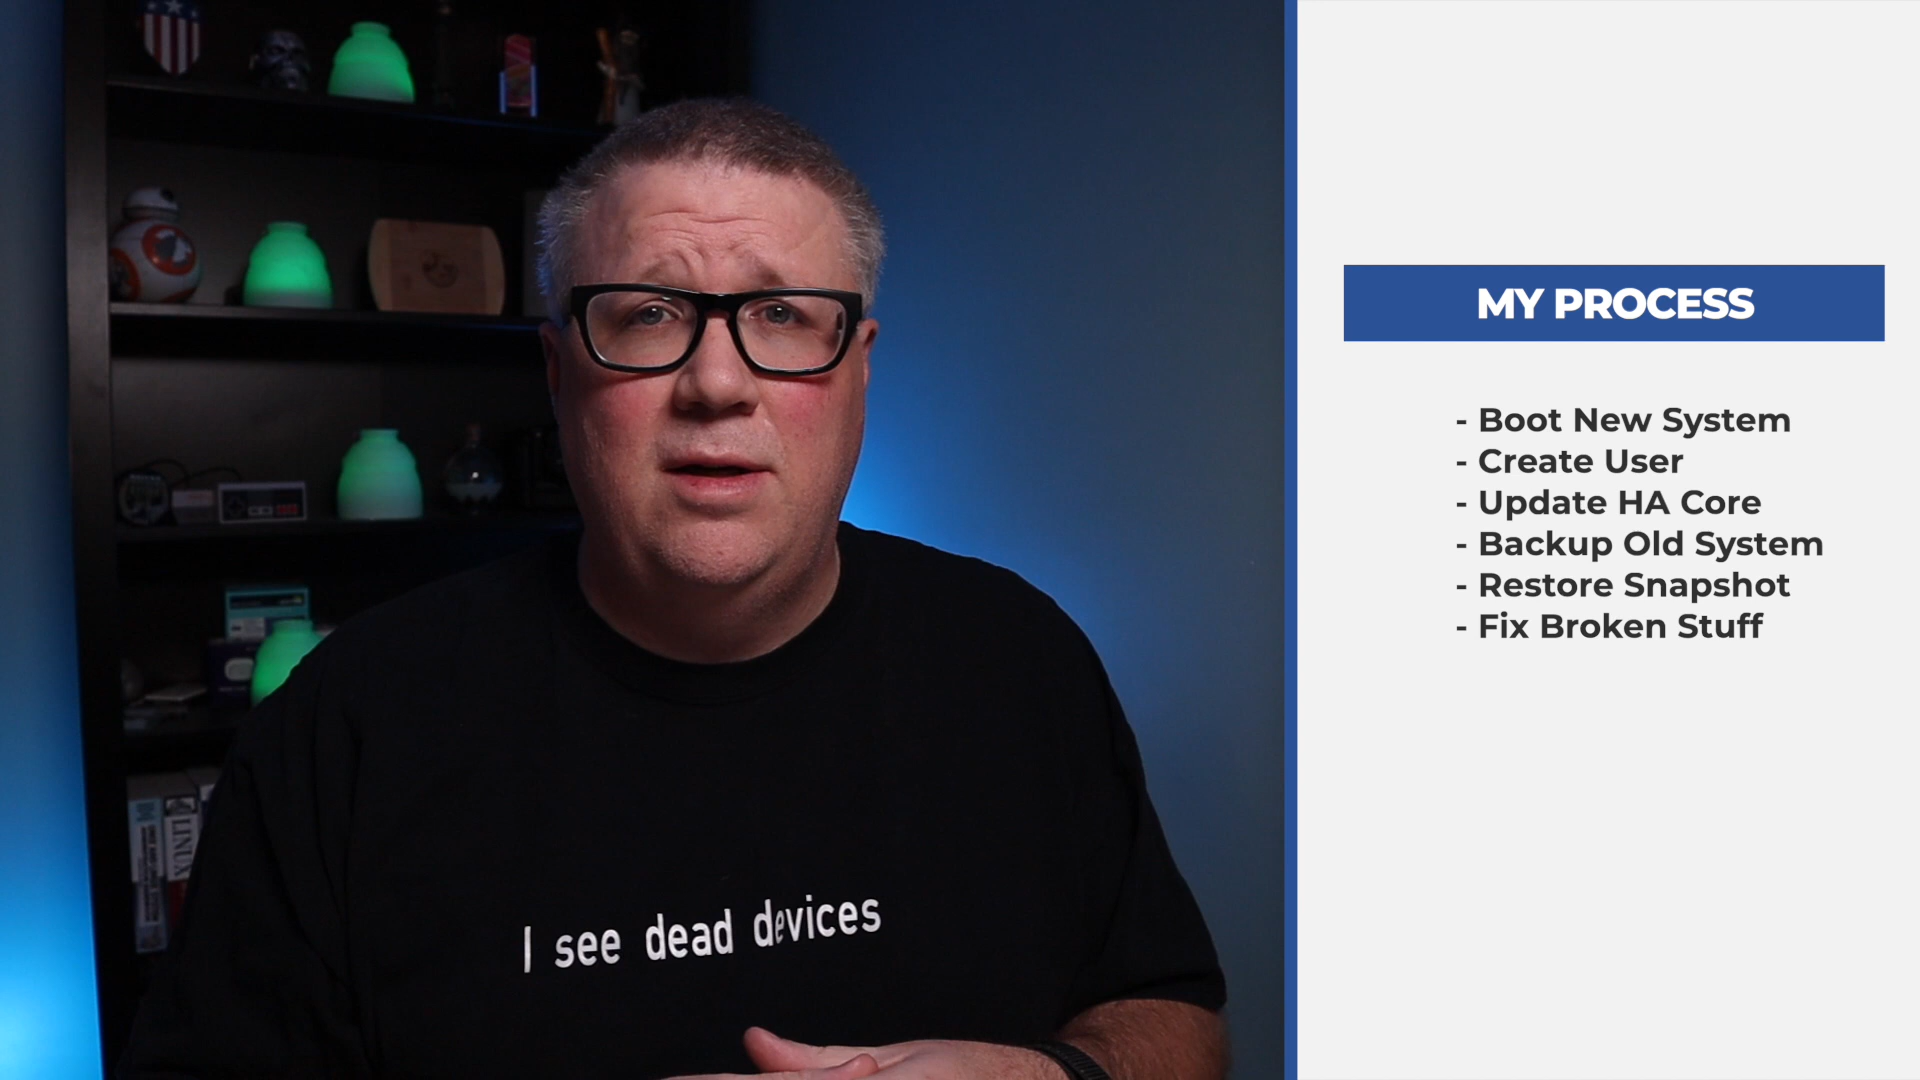 MY PROCESS
- Boot New System
- Create User
- Update HA Core
- Backup Old System
- Restore Snapshot
- Fix Broken Stuff
I see dead devices
LINUX